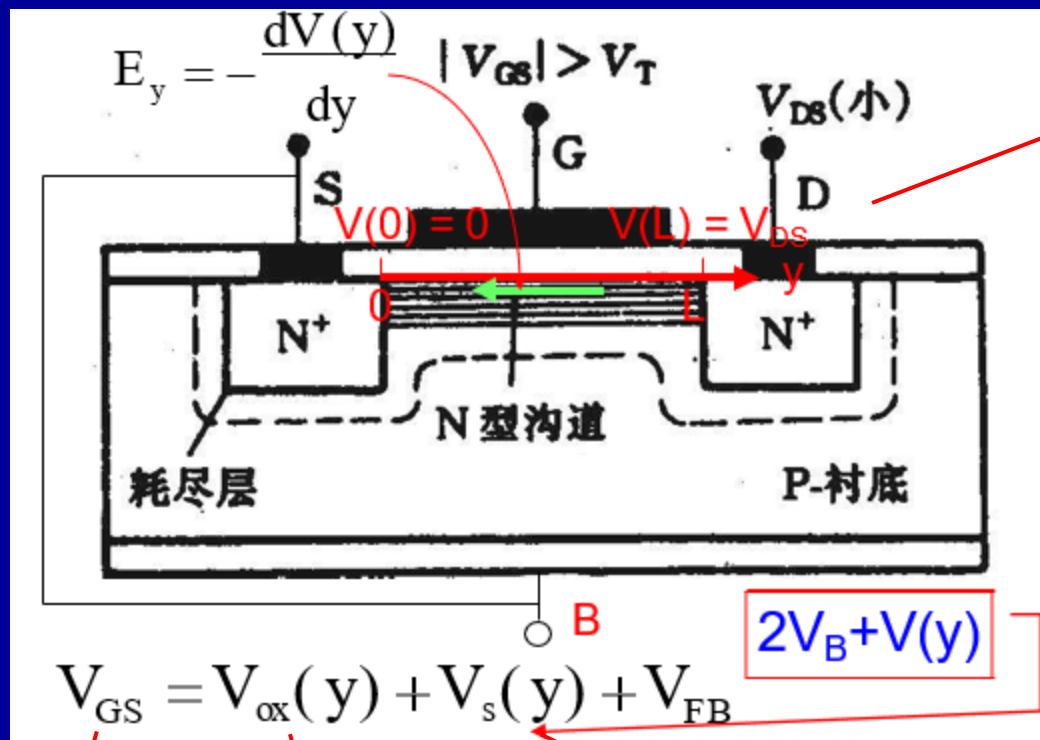 E_y = - dV(y)/dy
|V_GS| > V_T
V_DS(小)
G
S
D
V(0) = 0
V(L) = V_DS
y
0
L
N⁺
N⁺
N 型沟道
耗尽层
P-衬底
B
2V_B+V(y)
V_GS = V_ox(y) + V_s(y) + V_FB